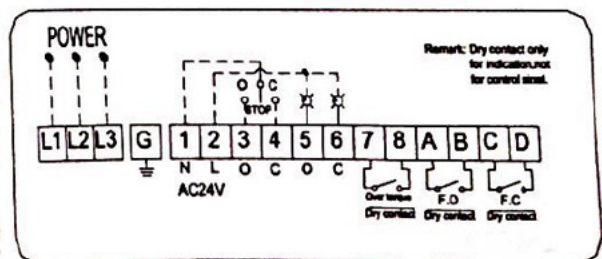 POWER
Remark: Dry contact only
for indication,not
for control sinal.
O C
STOP
L1 L2 L3 G 1 2 3 4 5 6 7 8 A B C D
N L O C O C
AC24V
Over torque F.O F.C
Dry contact Dry contact Dry contact